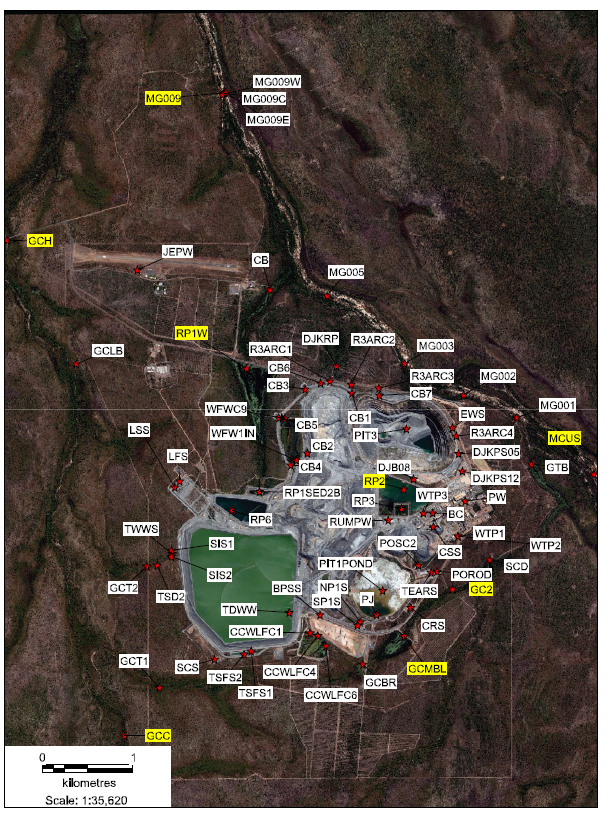 MG009W
MG009
MG009C
MG009E
GCH
JEPW
CB
MG005
RP1W
DJKRP
R3ARC2
R3ARC1
MG003
GCLB
CB6
R3ARC3
CB3
MG002
CB7
WFWC9
CB1
EWS
MG001
CB5
LSS
WFW1IN
PIT3
R3ARC4
MCUS
CB2
DJKPS05
LFS
CB4
DJB08
GTB
RP2
DJKPS12
RP1SED2B
WTP3
RP3
PW
RP6
RUMPW
BC
TWWS
POSC2
WTP1
SIS1
CSS
WTP2
SIS2
PIT1POND
SCD
GCT2
POROD
BPSS
NP1S
TEARS
GC2
TSD2
PJ
SP1S
TDWW
CCWLFC1
CRS
GCT1
SCS
CCWLFC4
GCMBL
TSFS2
GCBR
TSFS1
CCWLFC6
GCC
0 1
kilometres
Scale: 1:35,620